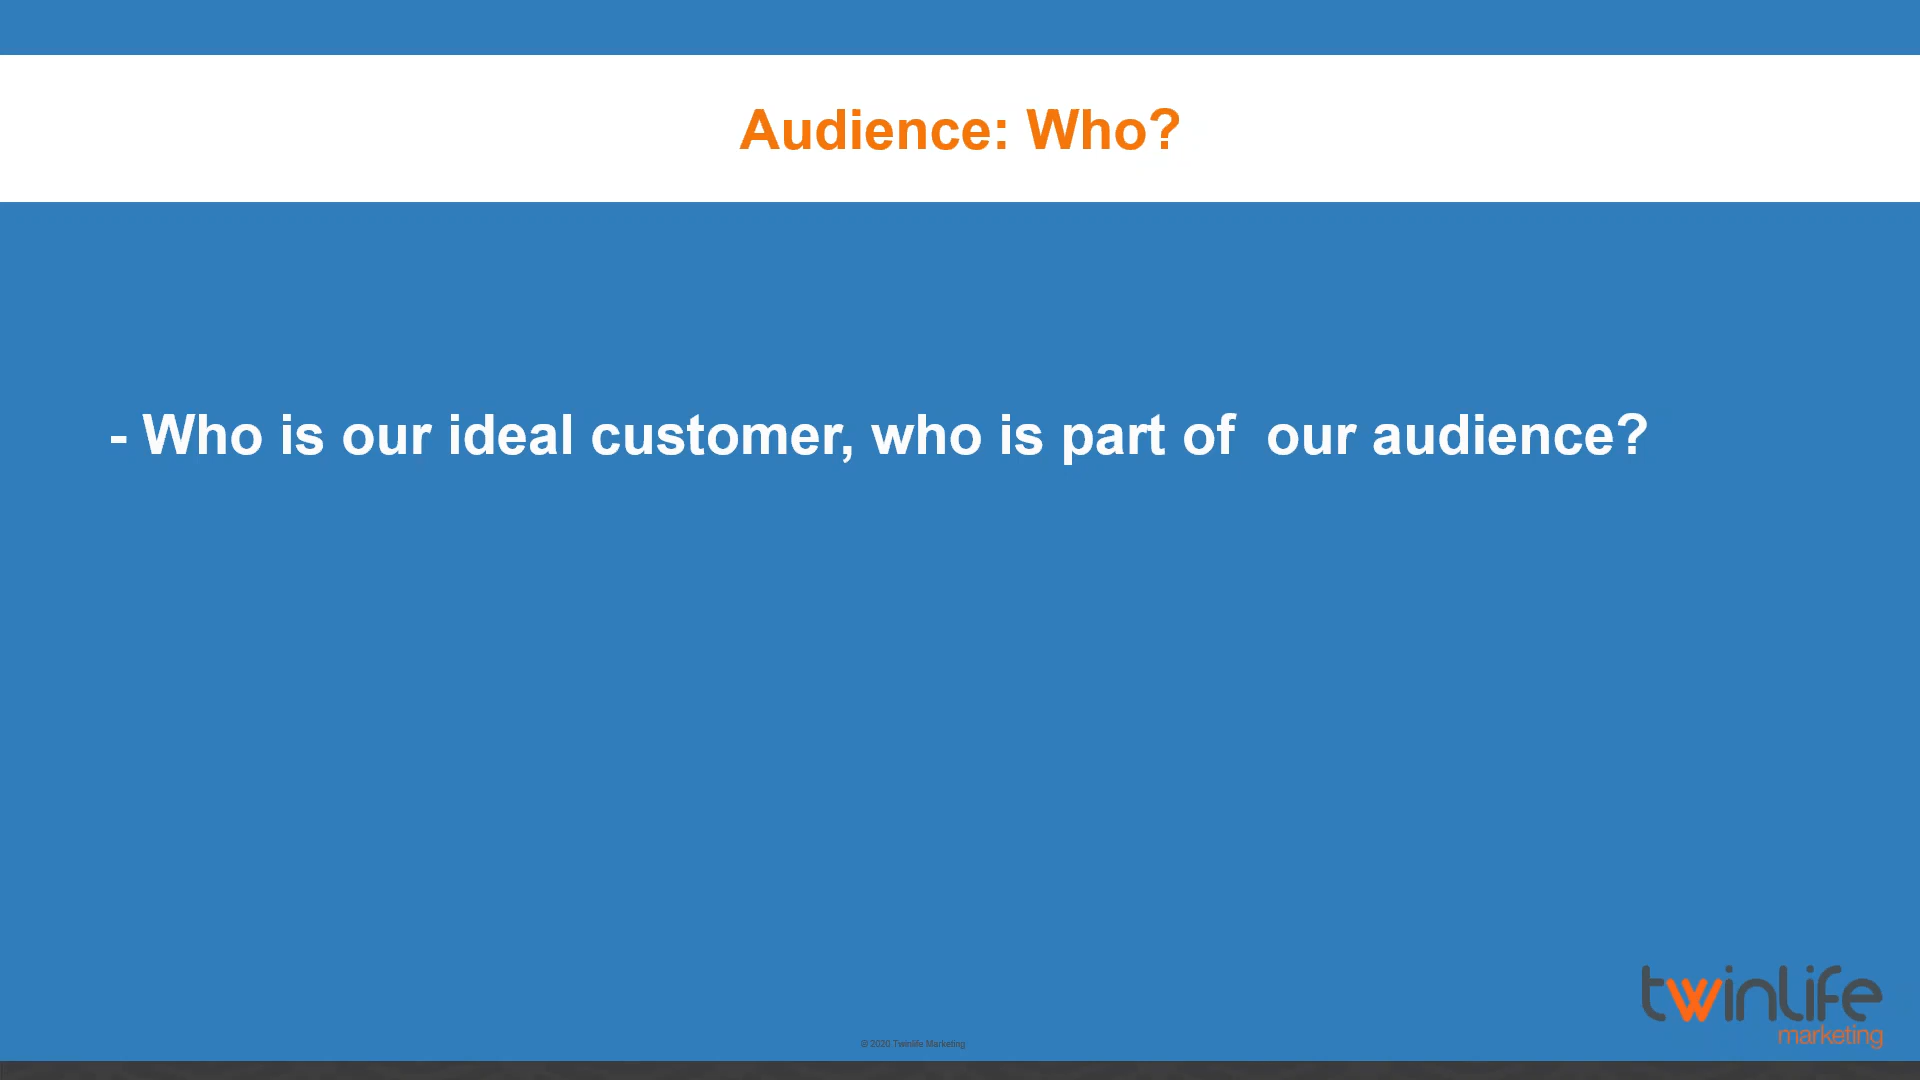 Audience: Who?
- Who is our ideal customer, who is part of  our audience?
twinlife
marketing
© 2020 Twinlife Marketing